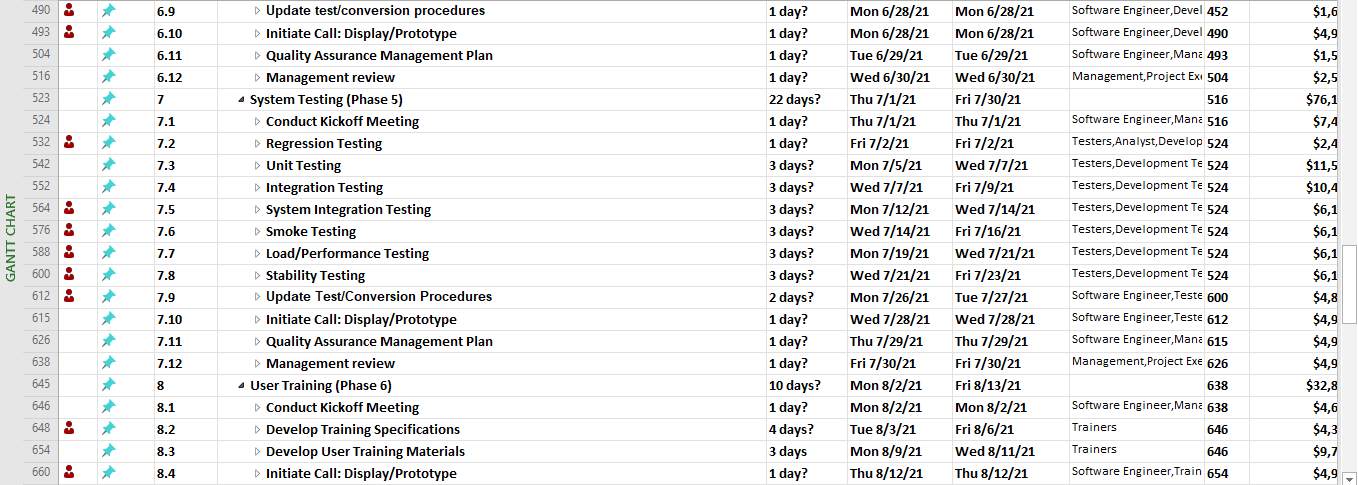 GANTT CHART
490 6.9 Update test/conversion procedures 1 day? Mon 6/28/21 Mon 6/28/21 Software Engineer,Devel 452 $1,6
493 6.10 Initiate Call: Display/Prototype 1 day? Mon 6/28/21 Mon 6/28/21 Software Engineer,Devel 490 $4,9
504 6.11 Quality Assurance Management Plan 1 day? Tue 6/29/21 Tue 6/29/21 Software Engineer,Mana 493 $1,5
516 6.12 Management review 1 day? Wed 6/30/21 Wed 6/30/21 Management,Project Exe 504 $2,5
523 7 System Testing (Phase 5) 22 days? Thu 7/1/21 Fri 7/30/21 516 $76,1
524 7.1 Conduct Kickoff Meeting 1 day? Thu 7/1/21 Thu 7/1/21 Software Engineer,Mana 516 $7,4
532 7.2 Regression Testing 1 day? Fri 7/2/21 Fri 7/2/21 Testers,Analyst,Develop 524 $2,4
542 7.3 Unit Testing 3 days? Mon 7/5/21 Wed 7/7/21 Testers,Development Te 524 $11,5
552 7.4 Integration Testing 3 days? Wed 7/7/21 Fri 7/9/21 Testers,Development Te 524 $10,4
564 7.5 System Integration Testing 3 days? Mon 7/12/21 Wed 7/14/21 Testers,Development Te 524 $6,1
576 7.6 Smoke Testing 3 days? Wed 7/14/21 Fri 7/16/21 Testers,Development Te 524 $6,1
588 7.7 Load/Performance Testing 3 days? Mon 7/19/21 Wed 7/21/21 Testers,Development Te 524 $6,1
600 7.8 Stability Testing 3 days? Wed 7/21/21 Fri 7/23/21 Testers,Development Te 524 $6,1
612 7.9 Update Test/Conversion Procedures 2 days? Mon 7/26/21 Tue 7/27/21 Software Engineer,Teste 600 $4,8
615 7.10 Initiate Call: Display/Prototype 1 day? Wed 7/28/21 Wed 7/28/21 Software Engineer,Teste 612 $4,9
626 7.11 Quality Assurance Management Plan 1 day? Thu 7/29/21 Thu 7/29/21 Software Engineer,Mana 615 $4,9
638 7.12 Management review 1 day? Fri 7/30/21 Fri 7/30/21 Management,Project Exe 626 $4,9
645 8 User Training (Phase 6) 10 days? Mon 8/2/21 Fri 8/13/21 638 $32,8
646 8.1 Conduct Kickoff Meeting 1 day? Mon 8/2/21 Mon 8/2/21 Software Engineer,Mana 638 $4,6
648 8.2 Develop Training Specifications 4 days? Tue 8/3/21 Fri 8/6/21 Trainers 646 $4,3
654 8.3 Develop User Training Materials 3 days Mon 8/9/21 Wed 8/11/21 Trainers 646 $9,7
660 8.4 Initiate Call: Display/Prototype 1 day? Thu 8/12/21 Thu 8/12/21 Software Engineer,Train 654 $4,9